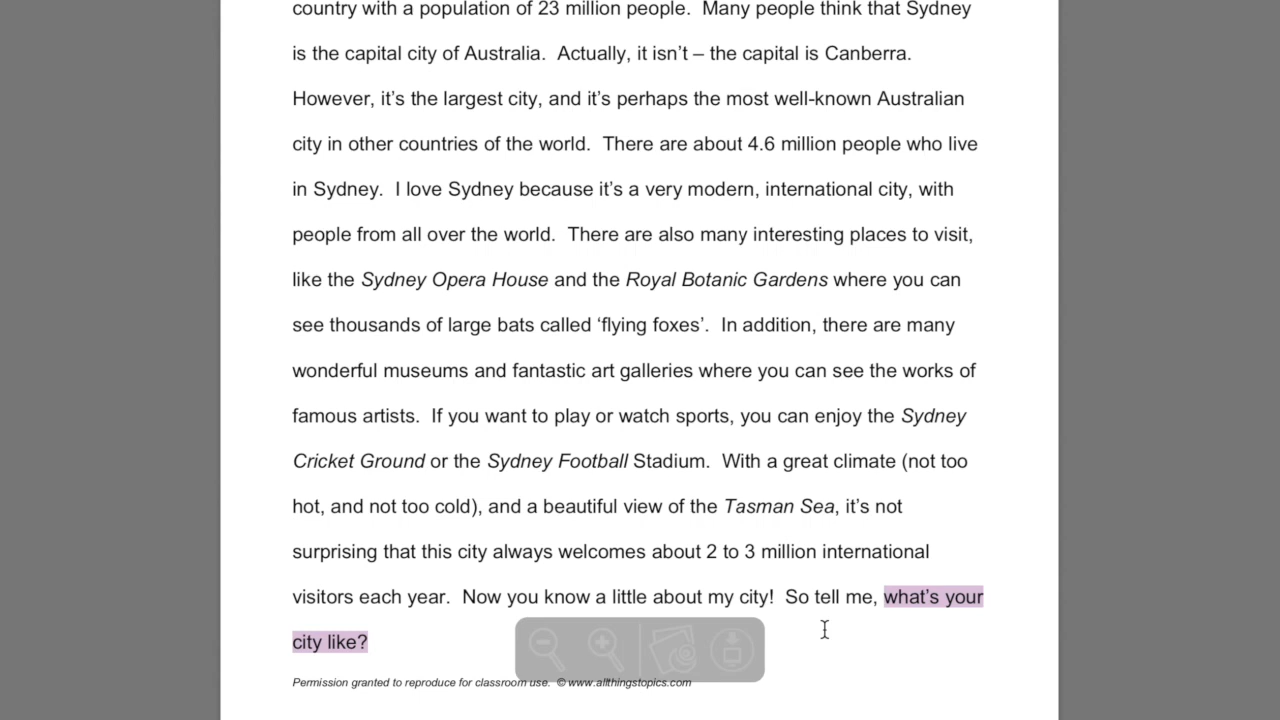 country with a population of 23 million people.  Many people think that Sydney
is the capital city of Australia.  Actually, it isn’t – the capital is Canberra.
However, it’s the largest city, and it’s perhaps the most well-known Australian
city in other countries of the world.  There are about 4.6 million people who live
in Sydney.  I love Sydney because it’s a very modern, international city, with
people from all over the world.  There are also many interesting places to visit,
like the Sydney Opera House and the Royal Botanic Gardens where you can
see thousands of large bats called ‘flying foxes’.  In addition, there are many
wonderful museums and fantastic art galleries where you can see the works of
famous artists.  If you want to play or watch sports, you can enjoy the Sydney
Cricket Ground or the Sydney Football Stadium.  With a great climate (not too
hot, and not too cold), and a beautiful view of the Tasman Sea, it’s not
surprising that this city always welcomes about 2 to 3 million international
visitors each year.  Now you know a little about my city!  So tell me, what’s your
city like?
Permission granted to reproduce for classroom use.  © www.allthingstopics.com